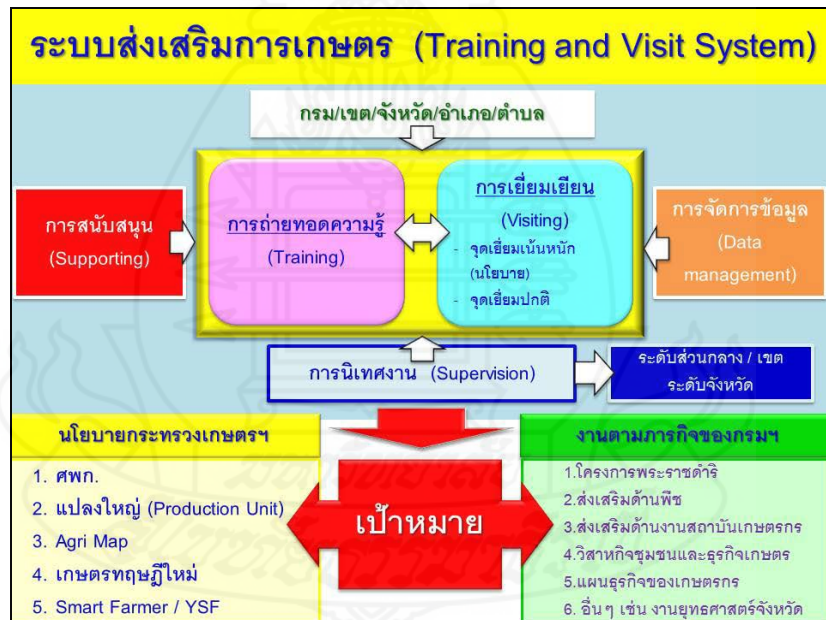 ระบบส่งเสริมการเกษตร (Training and Visit System)
กรม/เขต/จังหวัด/อำเภอ/ตำบล
การสนับสนุน
(Supporting)
การถ่ายทอดความรู้
(Training)
การเยี่ยมเยียน
(Visiting)
- จุดเยี่ยมเน้นหนัก
(นโยบาย)
- จุดเยี่ยมปกติ
การจัดการข้อมูล
(Data
management)
การนิเทศงาน (Supervision)
ระดับส่วนกลาง / เขต
ระดับจังหวัด
นโยบายกระทรวงเกษตรฯ
1. ศพก.
2. แปลงใหญ่ (Production Unit)
3. Agri Map
4. เกษตรทฤษฎีใหม่
5. Smart Farmer / YSF
เป้าหมาย
งานตามภารกิจของกรมฯ
1.โครงการพระราชดำริ
2.ส่งเสริมด้านพืช
3.ส่งเสริมด้านงานสถาบันเกษตรกร
4.วิสาหกิจชุมชนและธุรกิจเกษตร
5.แผนธุรกิจของเกษตรกร
6. อื่นๆ เช่น งานยุทธศาสตร์จังหวัด